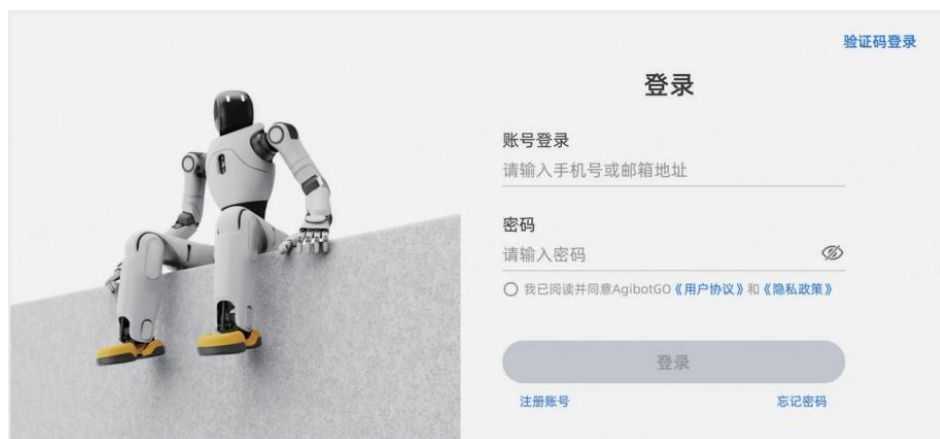 验证码登录
登录
账号登录
请输入手机号或邮箱地址
密码
请输入密码
我已阅读并同意AgibotGO《用户协议》和《隐私政策》
登录
注册账号 忘记密码